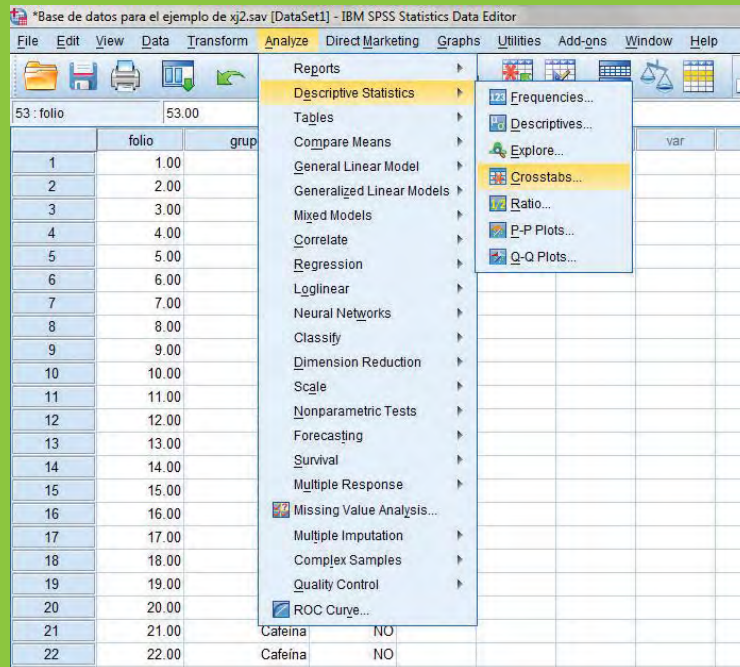 *Base de datos para el ejemplo de xj2.sav [DataSet1] - IBM SPSS Statistics Data Editor
File Edit View Data Transform Analyze Direct Marketing Graphs Utilities Add-ons Window Help
53 : folio 53.00
folio grup var
1 1.00
2 2.00
3 3.00
4 4.00
5 5.00
6 6.00
7 7.00
8 8.00
9 9.00
10 10.00
11 11.00
12 12.00
13 13.00
14 14.00
15 15.00
16 16.00
17 17.00
18 18.00
19 19.00
20 20.00
21 21.00 Cafeína NO
22 22.00 Cafeína NO
Reports
Descriptive Statistics
Tables
Compare Means
General Linear Model
Generalized Linear Models
Mixed Models
Correlate
Regression
Loglinear
Neural Networks
Classify
Dimension Reduction
Scale
Nonparametric Tests
Forecasting
Survival
Multiple Response
Missing Value Analysis...
Multiple Imputation
Complex Samples
Quality Control
ROC Curve...
123 Frequencies...
Descriptives...
Explore...
Crosstabs...
1/2 Ratio...
P-P Plots...
Q-Q Plots...